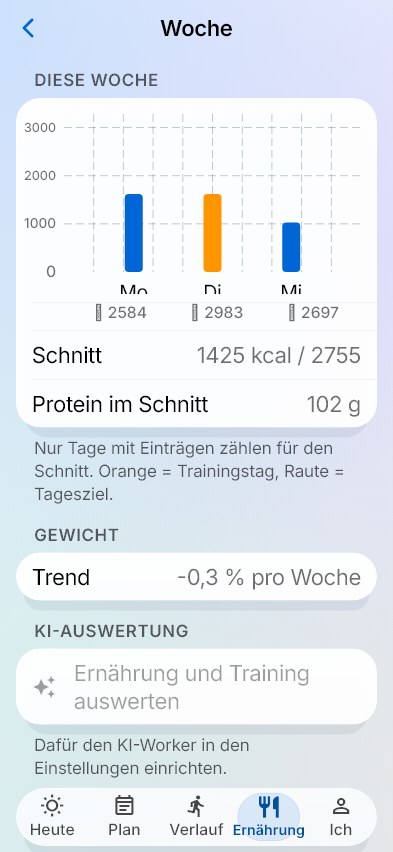 Woche
DIESE WOCHE
3000
2000
1000
0
Mo Di Mi
2584 2983 2697
Schnitt 1425 kcal / 2755
Protein im Schnitt 102 g
Nur Tage mit Einträgen zählen für den
Schnitt. Orange = Trainingstag, Raute =
Tagesziel.
GEWICHT
Trend -0,3 % pro Woche
KI-AUSWERTUNG
Ernährung und Training
auswerten
Dafür den KI-Worker in den
Einstellungen einrichten.
Heute Plan Verlauf Ernährung Ich